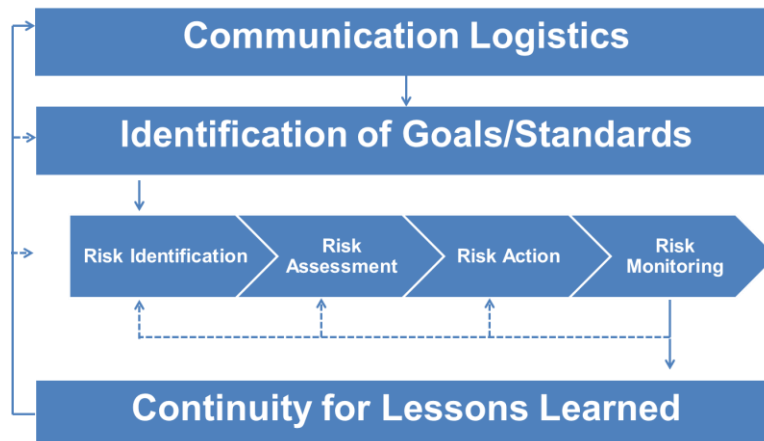 Communication Logistics
Identification of Goals/Standards
Risk Identification
Risk
Assessment
Risk Action
Risk
Monitoring
Continuity for Lessons Learned